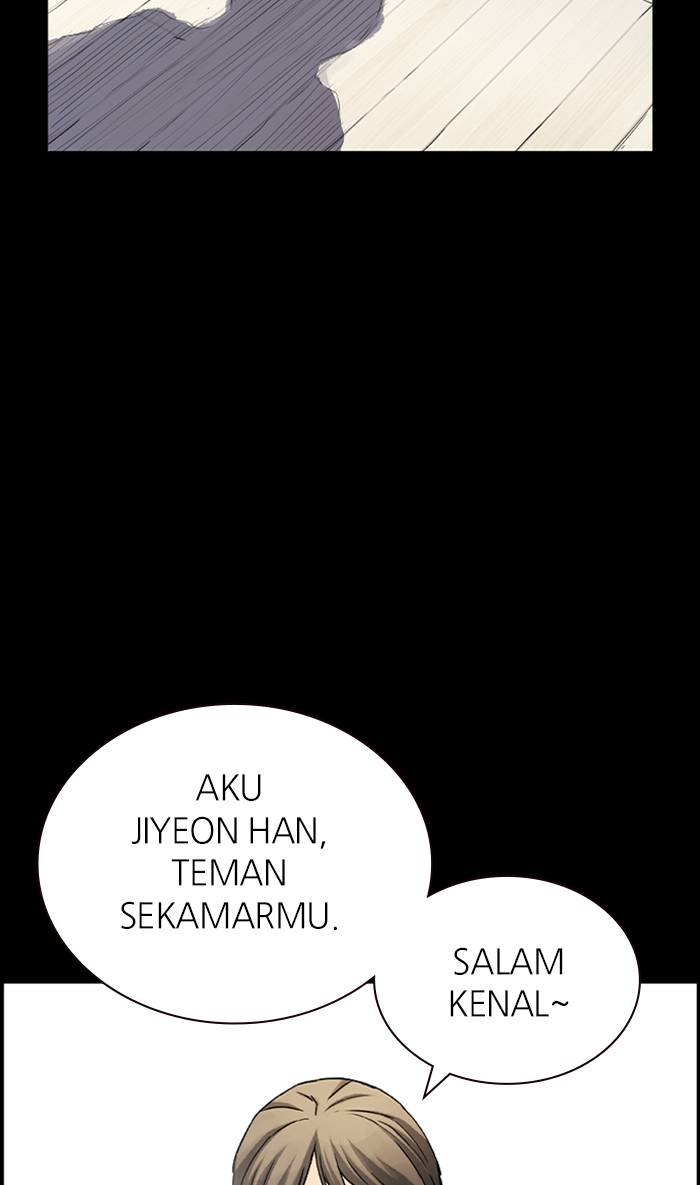 AKU
JIYEON HAN,
TEMAN
SEKAMARMU.
SALAM
KENAL~